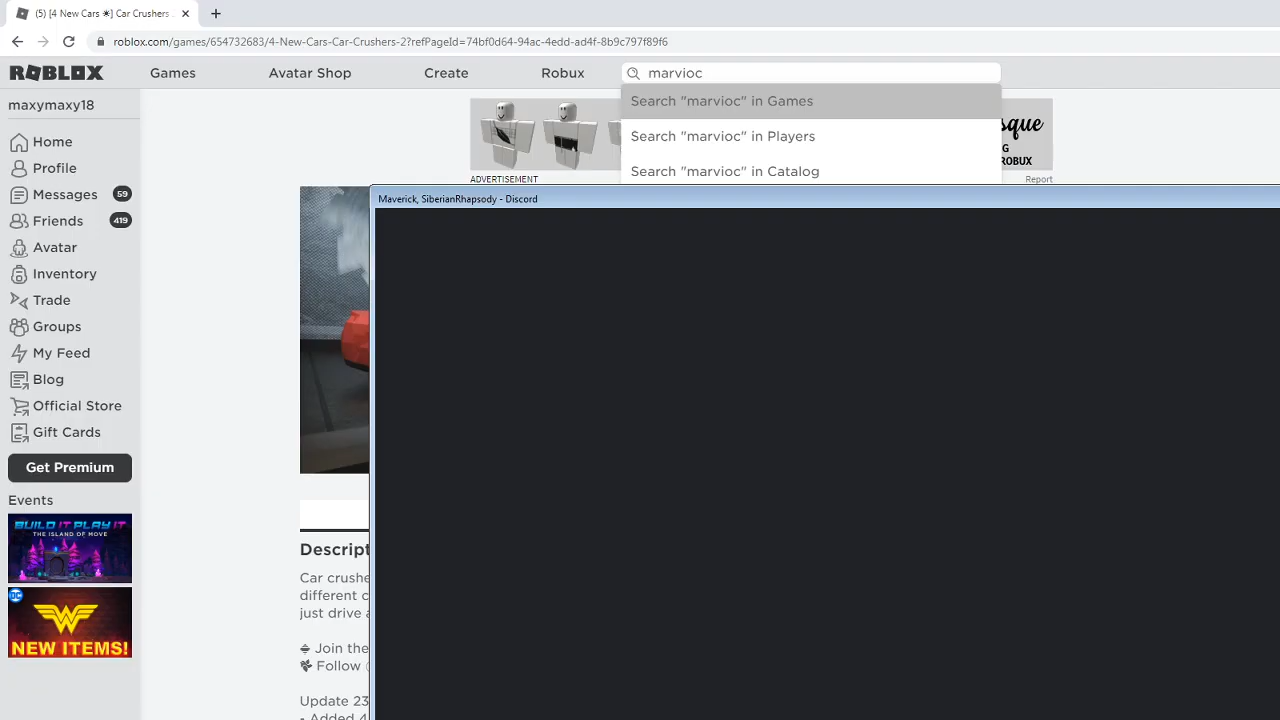 (5) [4 New Cars ☀] Car Crushers
roblox.com/games/654732683/4-New-Cars-Car-Crushers-2?refPageId=74bf0d64-94ac-4edd-ad4f-8b9c797f89f6
ROBLOX
Games
Avatar Shop
Create
Robux
marvioc
Search "marvioc" in Games
Search "marvioc" in Players
Search "marvioc" in Catalog
maxymaxy18
Home
Profile
Messages 59
Friends 419
Avatar
Inventory
Trade
Groups
My Feed
Blog
Official Store
Gift Cards
Get Premium
Events
BUILD IT PLAY IT
THE ISLAND OF MOVE
DC
NEW ITEMS!
ADVERTISEMENT
Report
ROBUX
Maverick, SiberianRhapsody - Discord
Descript
Car crushe
different c
just drive a
Join the
Follow
Update 23
- Added 4